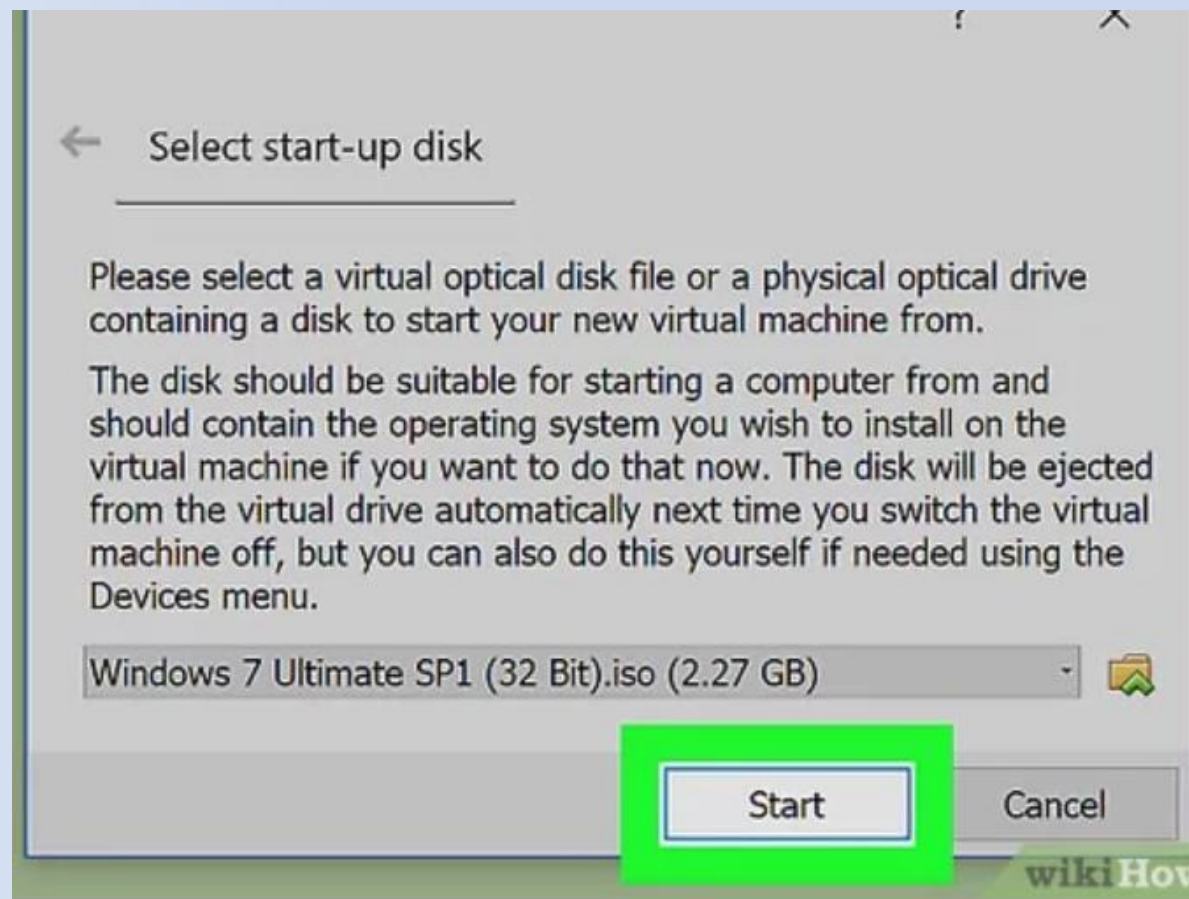 ?
Select start-up disk
Please select a virtual optical disk file or a physical optical drive
containing a disk to start your new virtual machine from.
The disk should be suitable for starting a computer from and
should contain the operating system you wish to install on the
virtual machine if you want to do that now. The disk will be ejected
from the virtual drive automatically next time you switch the virtual
machine off, but you can also do this yourself if needed using the
Devices menu.
Windows 7 Ultimate SP1 (32 Bit).iso (2.27 GB)
Start Cancel
wikiHow